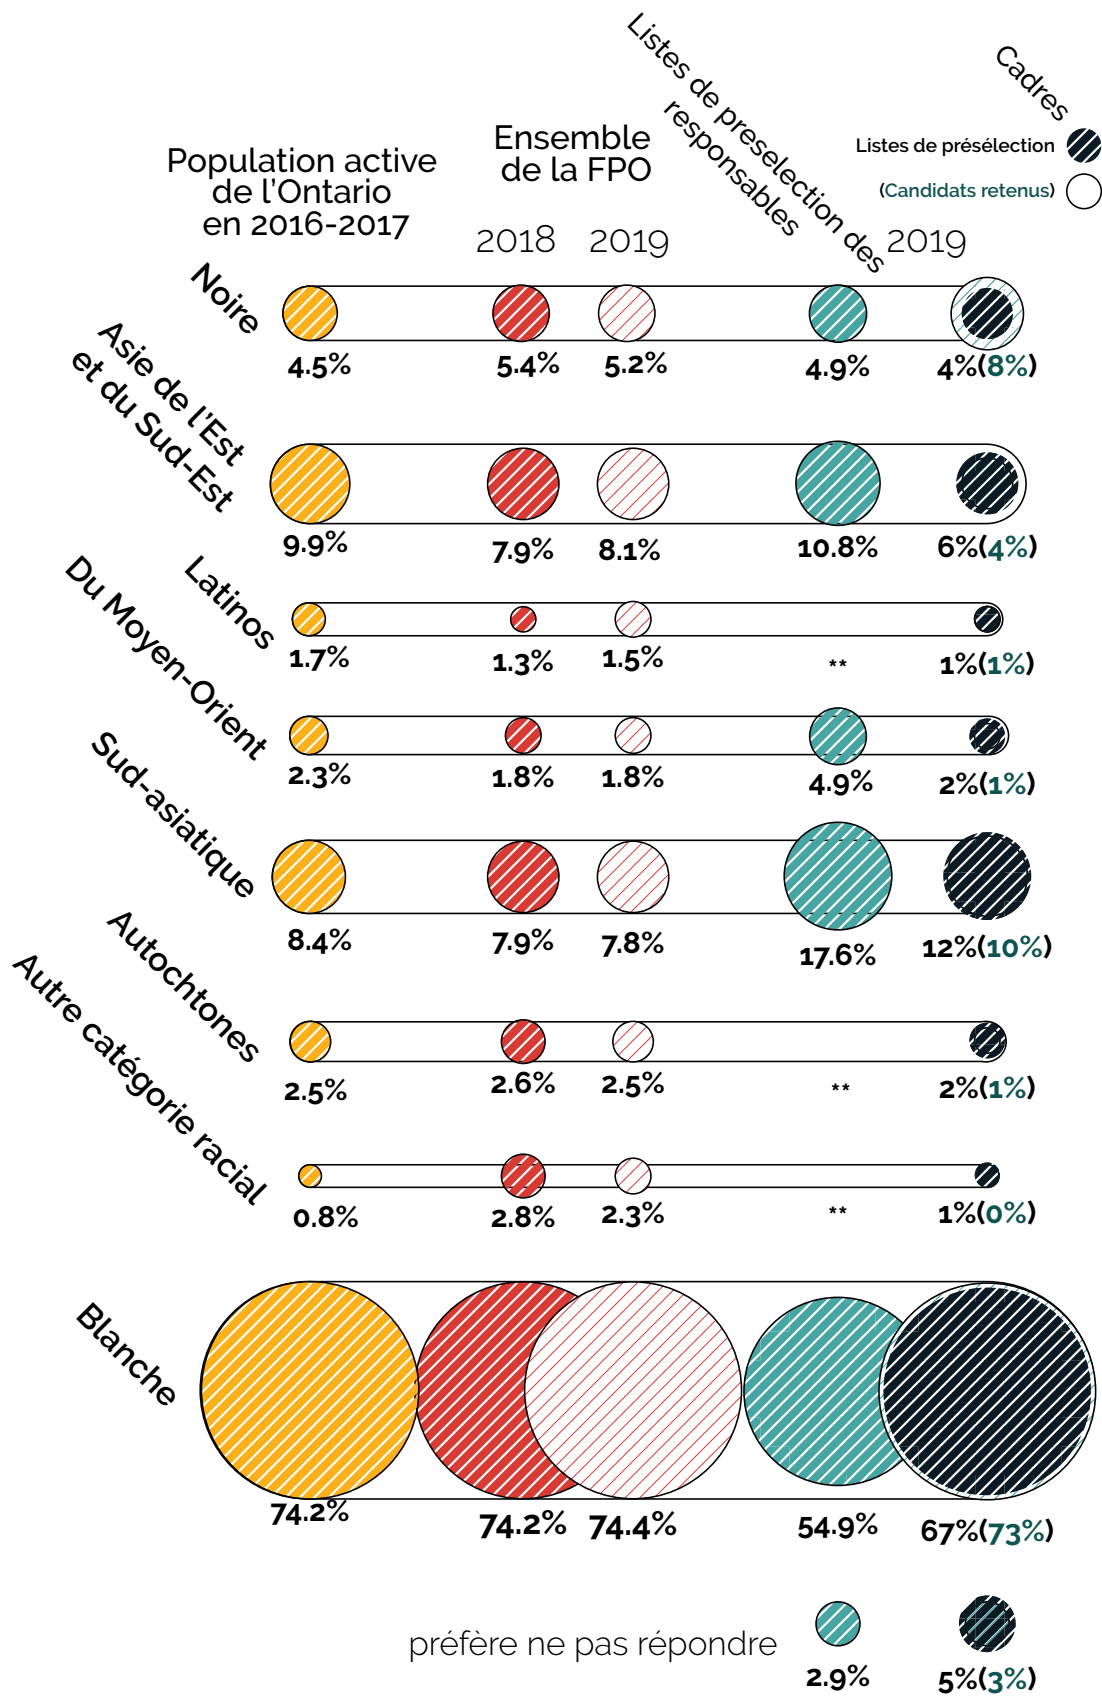 Listes de preselection des
responsables
Cadres
Listes de présélection
(Candidats retenus)
Population active
de l'Ontario
en 2016-2017
Ensemble
de la FPO
2018
2019
2019
Noire
4.5%
5.4%
5.2%
4.9%
4%(8%)
Asie de l'Est
et du Sud-Est
9.9%
7.9%
8.1%
10.8%
6%(4%)
Latinos
1.7%
1.3%
1.5%
**
1%(1%)
Du Moyen-Orient
2.3%
1.8%
1.8%
4.9%
2%(1%)
Sud-asiatique
8.4%
7.9%
7.8%
17.6%
12%(10%)
Autochtones
2.5%
2.6%
2.5%
**
2%(1%)
Autre catégorie racial
0.8%
2.8%
2.3%
**
1%(0%)
Blanche
74.2%
74.2%
74.4%
54.9%
67%(73%)
préfère ne pas répondre
2.9%
5%(3%)